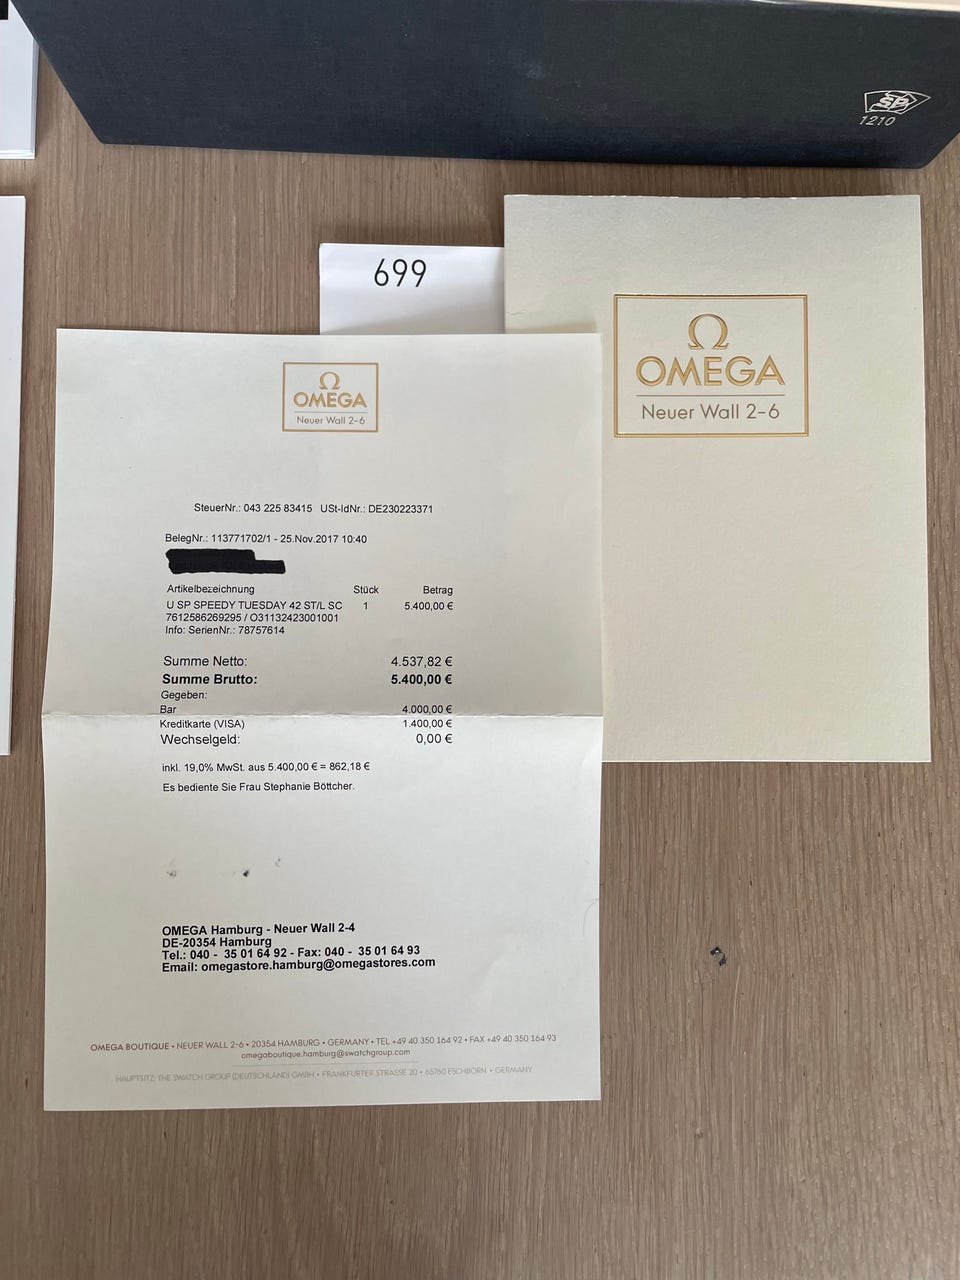 SP
1210
699
Ω
OMEGA
Neuer Wall 2-6
Ω
OMEGA
Neuer Wall 2-6
SteuerNr.: 043 225 83415 USt-IdNr.: DE230223371
BelegNr.: 113771702/1 - 25.Nov.2017 10:40
Artikelbezeichnung Stück Betrag
U SP SPEEDY TUESDAY 42 ST/L SC 1 5.400,00 €
7612586269295 / O31132423001001
Info: SerienNr.: 78757614
Summe Netto: 4.537,82 €
Summe Brutto: 5.400,00 €
Gegeben:
Bar 4.000,00 €
Kreditkarte (VISA) 1.400,00 €
Wechselgeld: 0,00 €
inkl. 19,0% MwSt. aus 5.400,00 € = 862,18 €
Es bediente Sie Frau Stephanie Böttcher.
OMEGA Hamburg - Neuer Wall 2-4
DE-20354 Hamburg
Tel.: 040 - 35 01 64 92 - Fax: 040 - 35 01 64 93
Email: omegastore.hamburg@omegastores.com
OMEGA BOUTIQUE • NEUER WALL 2-6 • 20354 HAMBURG • GERMANY • TEL +49 40 350 164 92 • FAX +49 40 350 164 93
omegaboutique.hamburg@swatchgroup.com
HAUPTSITZ: THE SWATCH GROUP (DEUTSCHLAND) GMBH • FRANKFURTER STRASSE 20 • 65760 ESCHBORN • GERMANY